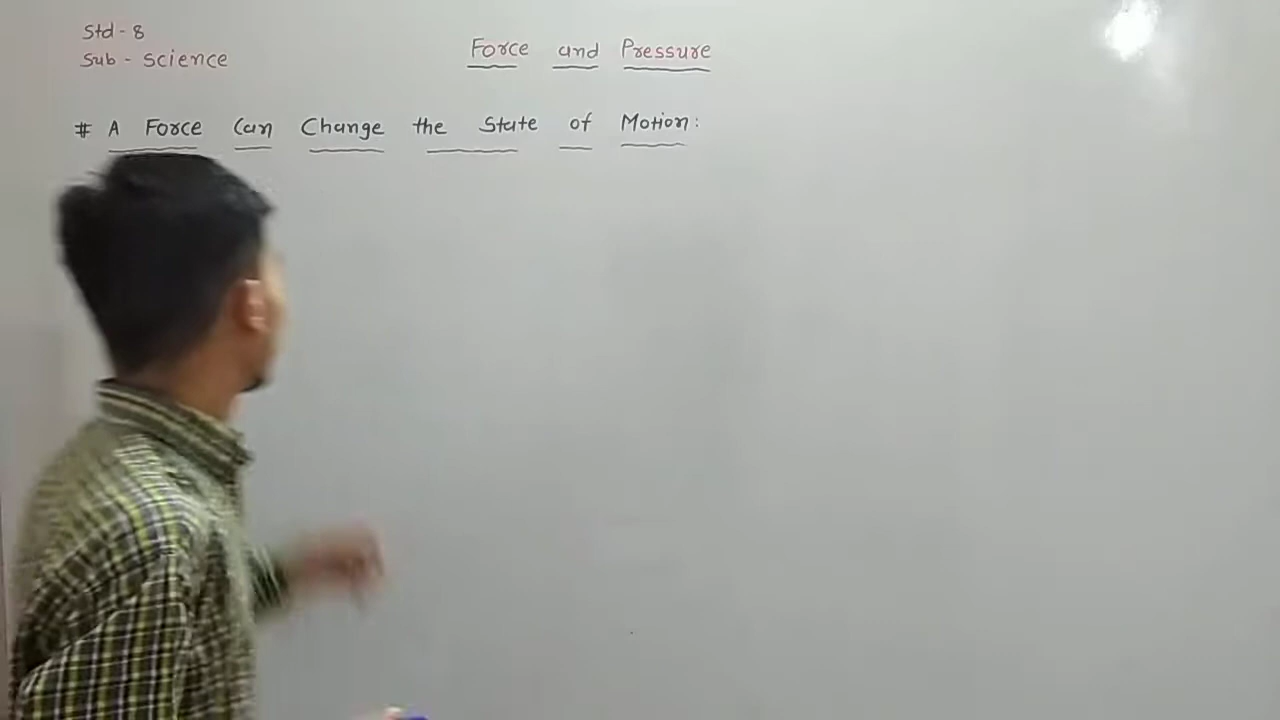 Std - 8
Sub - Science
Force and Pressure
# A Force Can Change the State of Motion: